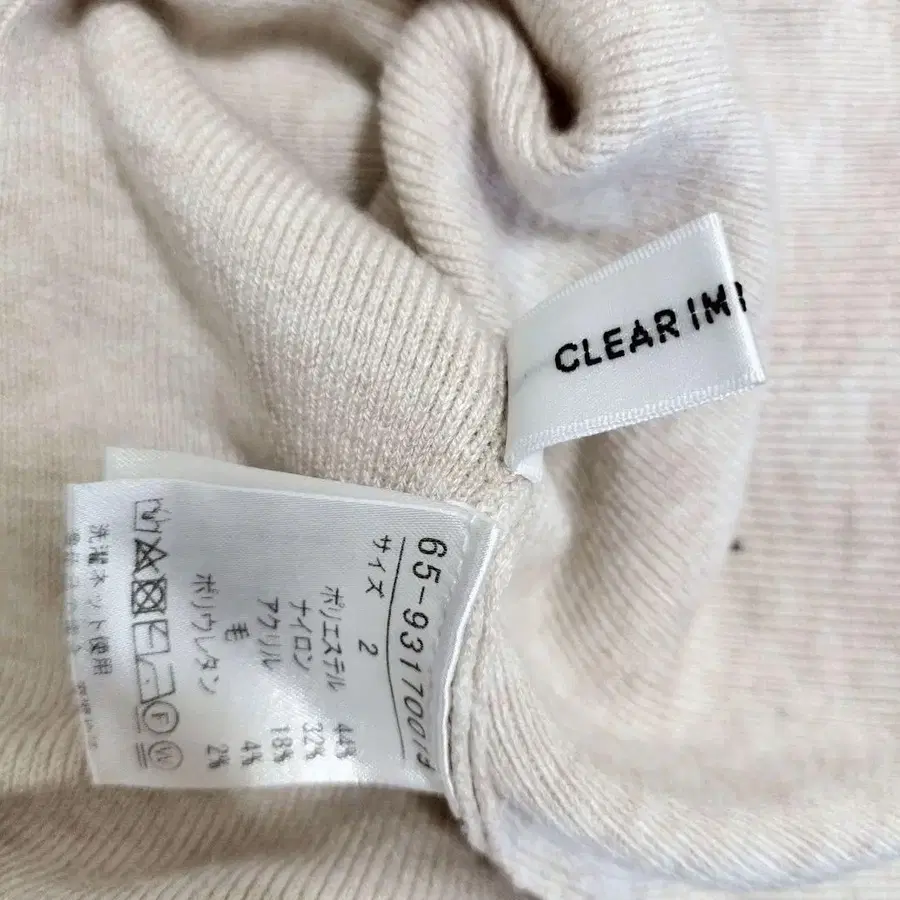 CLEAR IM
65-931700
サイズ 2
ポリエステル 44%
ナイロン 32%
アクリル 18%
毛 4%
ポリウレタン 2%
F
W
洗濯ネット使用